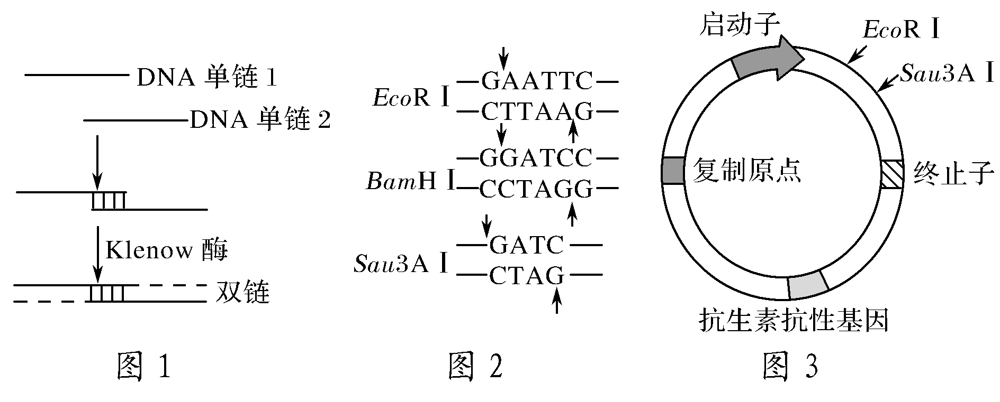 DNA 单链 1
DNA 单链 2
Klenow 酶
双链
图 1
EcoR Ⅰ
GAATTC
CTTAAG
BamH Ⅰ
GGATCC
CCTAGG
Sau3A Ⅰ
GATC
CTAG
图 2
启动子
EcoR Ⅰ
Sau3A Ⅰ
复制原点
终止子
抗生素抗性基因
图 3